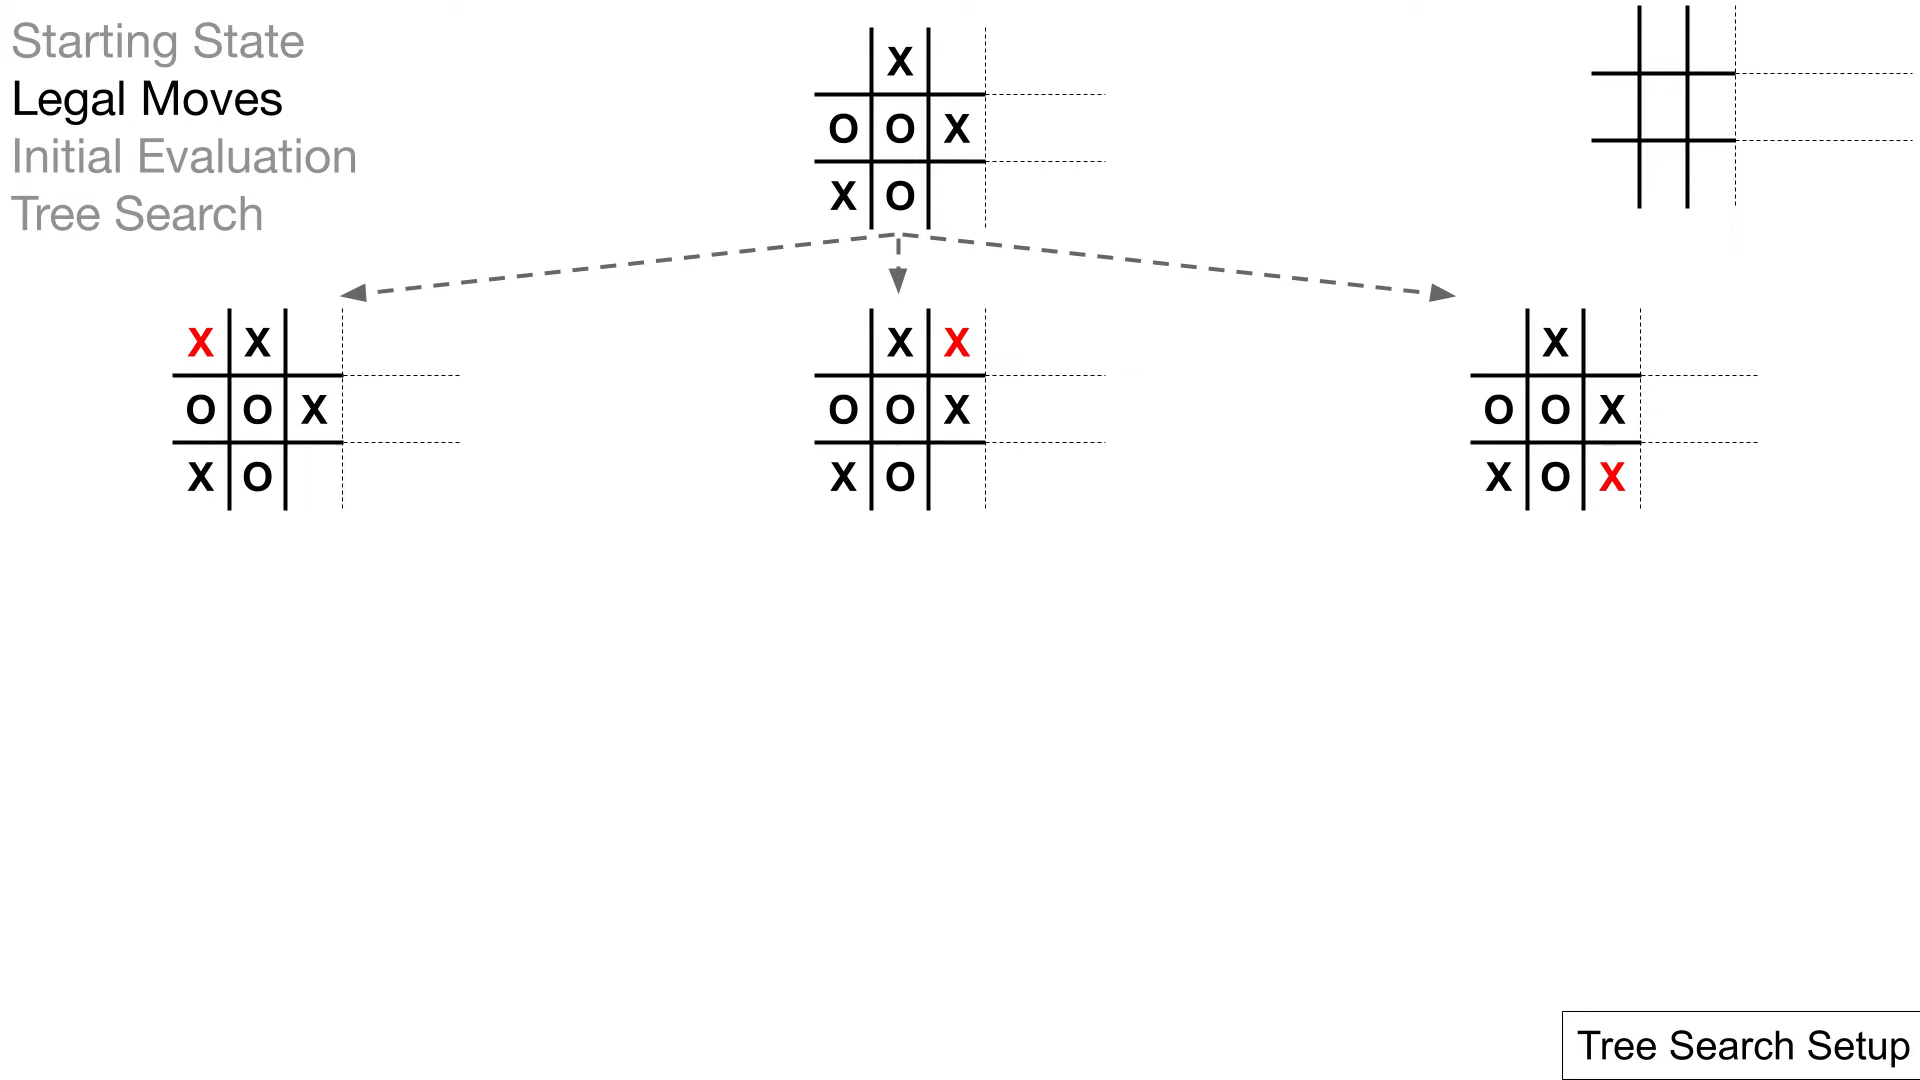 Starting State
Legal Moves
Initial Evaluation
Tree Search
X
O O X
X O
X X
O O X
X O
X X
O O X
X O
X
O O X
X O X
Tree Search Setup